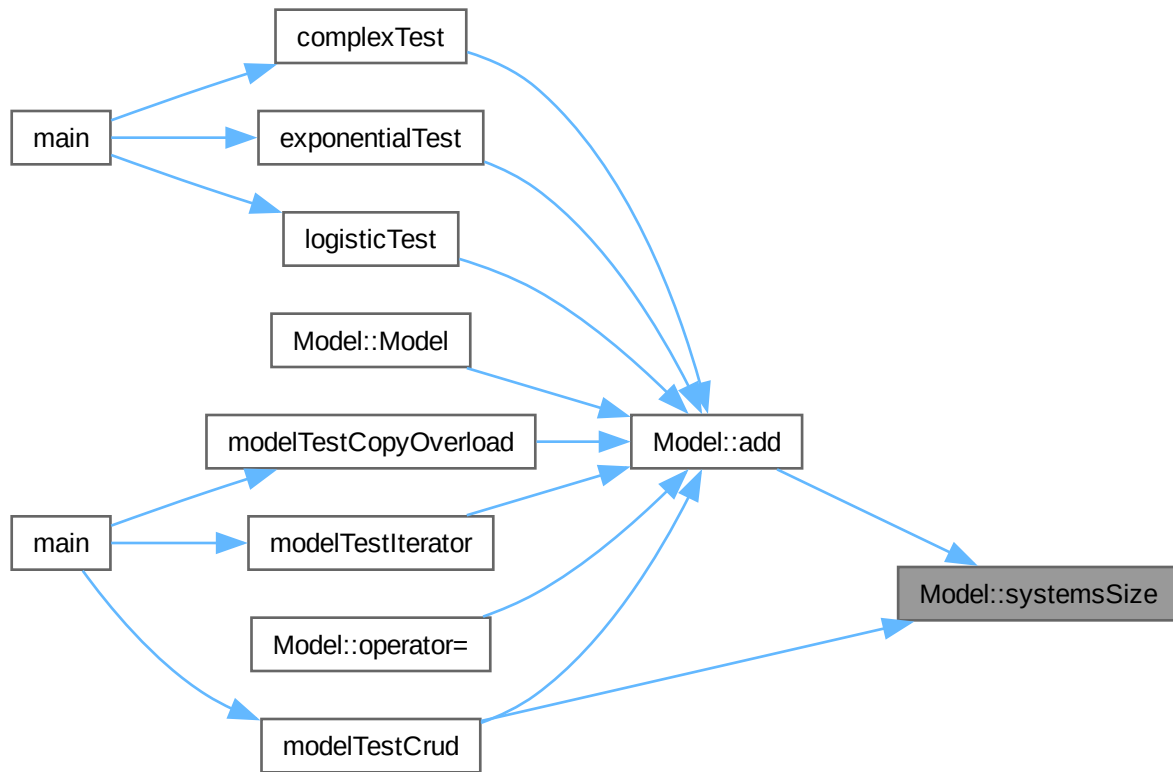 complexTest
main
exponentialTest
logisticTest
Model::Model
modelTestCopyOverload
Model::add
main
modelTestIterator
Model::systemsSize
Model::operator=
modelTestCrud